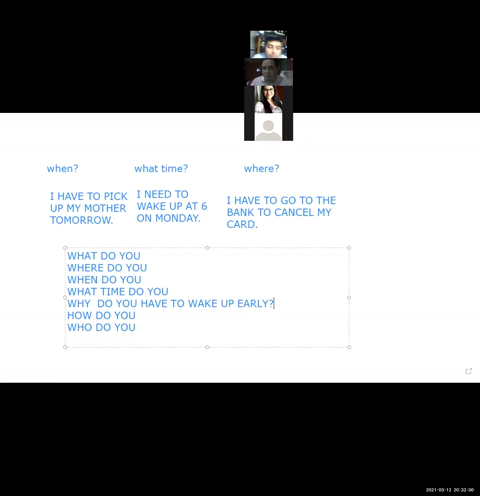 when?
what time?
where?
I HAVE TO PICK
UP MY MOTHER
TOMORROW.
I NEED TO
WAKE UP AT 6
ON MONDAY.
I HAVE TO GO TO THE
BANK TO CANCEL MY
CARD.
WHAT DO YOU
WHERE DO YOU
WHEN DO YOU
WHAT TIME DO YOU
WHY  DO YOU HAVE TO WAKE UP EARLY?
HOW DO YOU
WHO DO YOU
2021-03-12 20:32:00